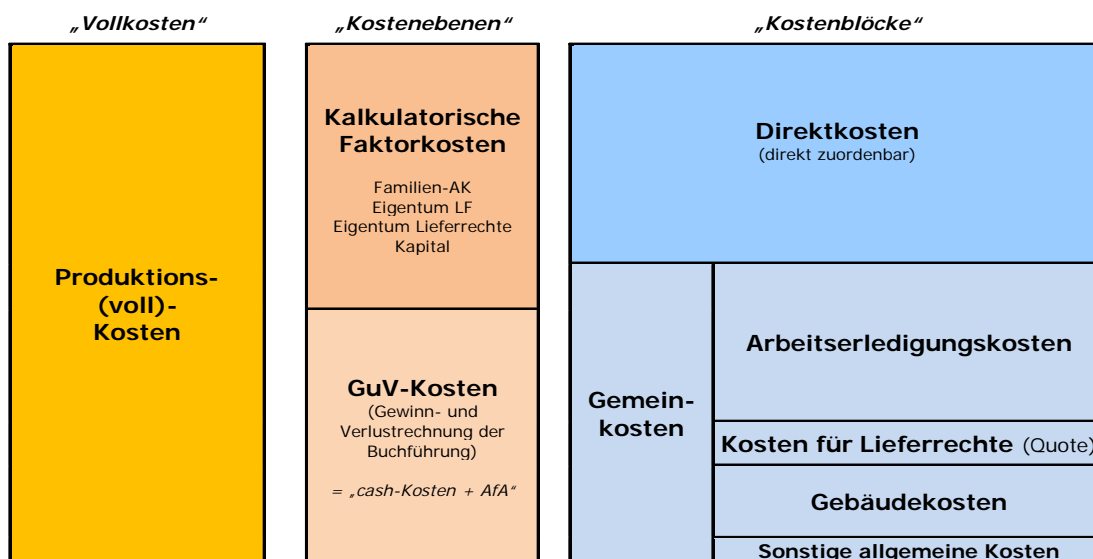 „Vollkosten“
„Kostenebenen“
„Kostenblöcke“
Produktions-
(voll)-
Kosten
Kalkulatorische
Faktorkosten
Familien-AK
Eigentum LF
Eigentum Lieferrechte
Kapital
GuV-Kosten
(Gewinn- und
Verlustrechnung der
Buchführung)
= „cash-Kosten + AfA“
Direktkosten
(direkt zuordenbar)
Gemein-
kosten
Arbeitserledigungskosten
Kosten für Lieferrechte (Quote)
Gebäudekosten
Sonstige allgemeine Kosten